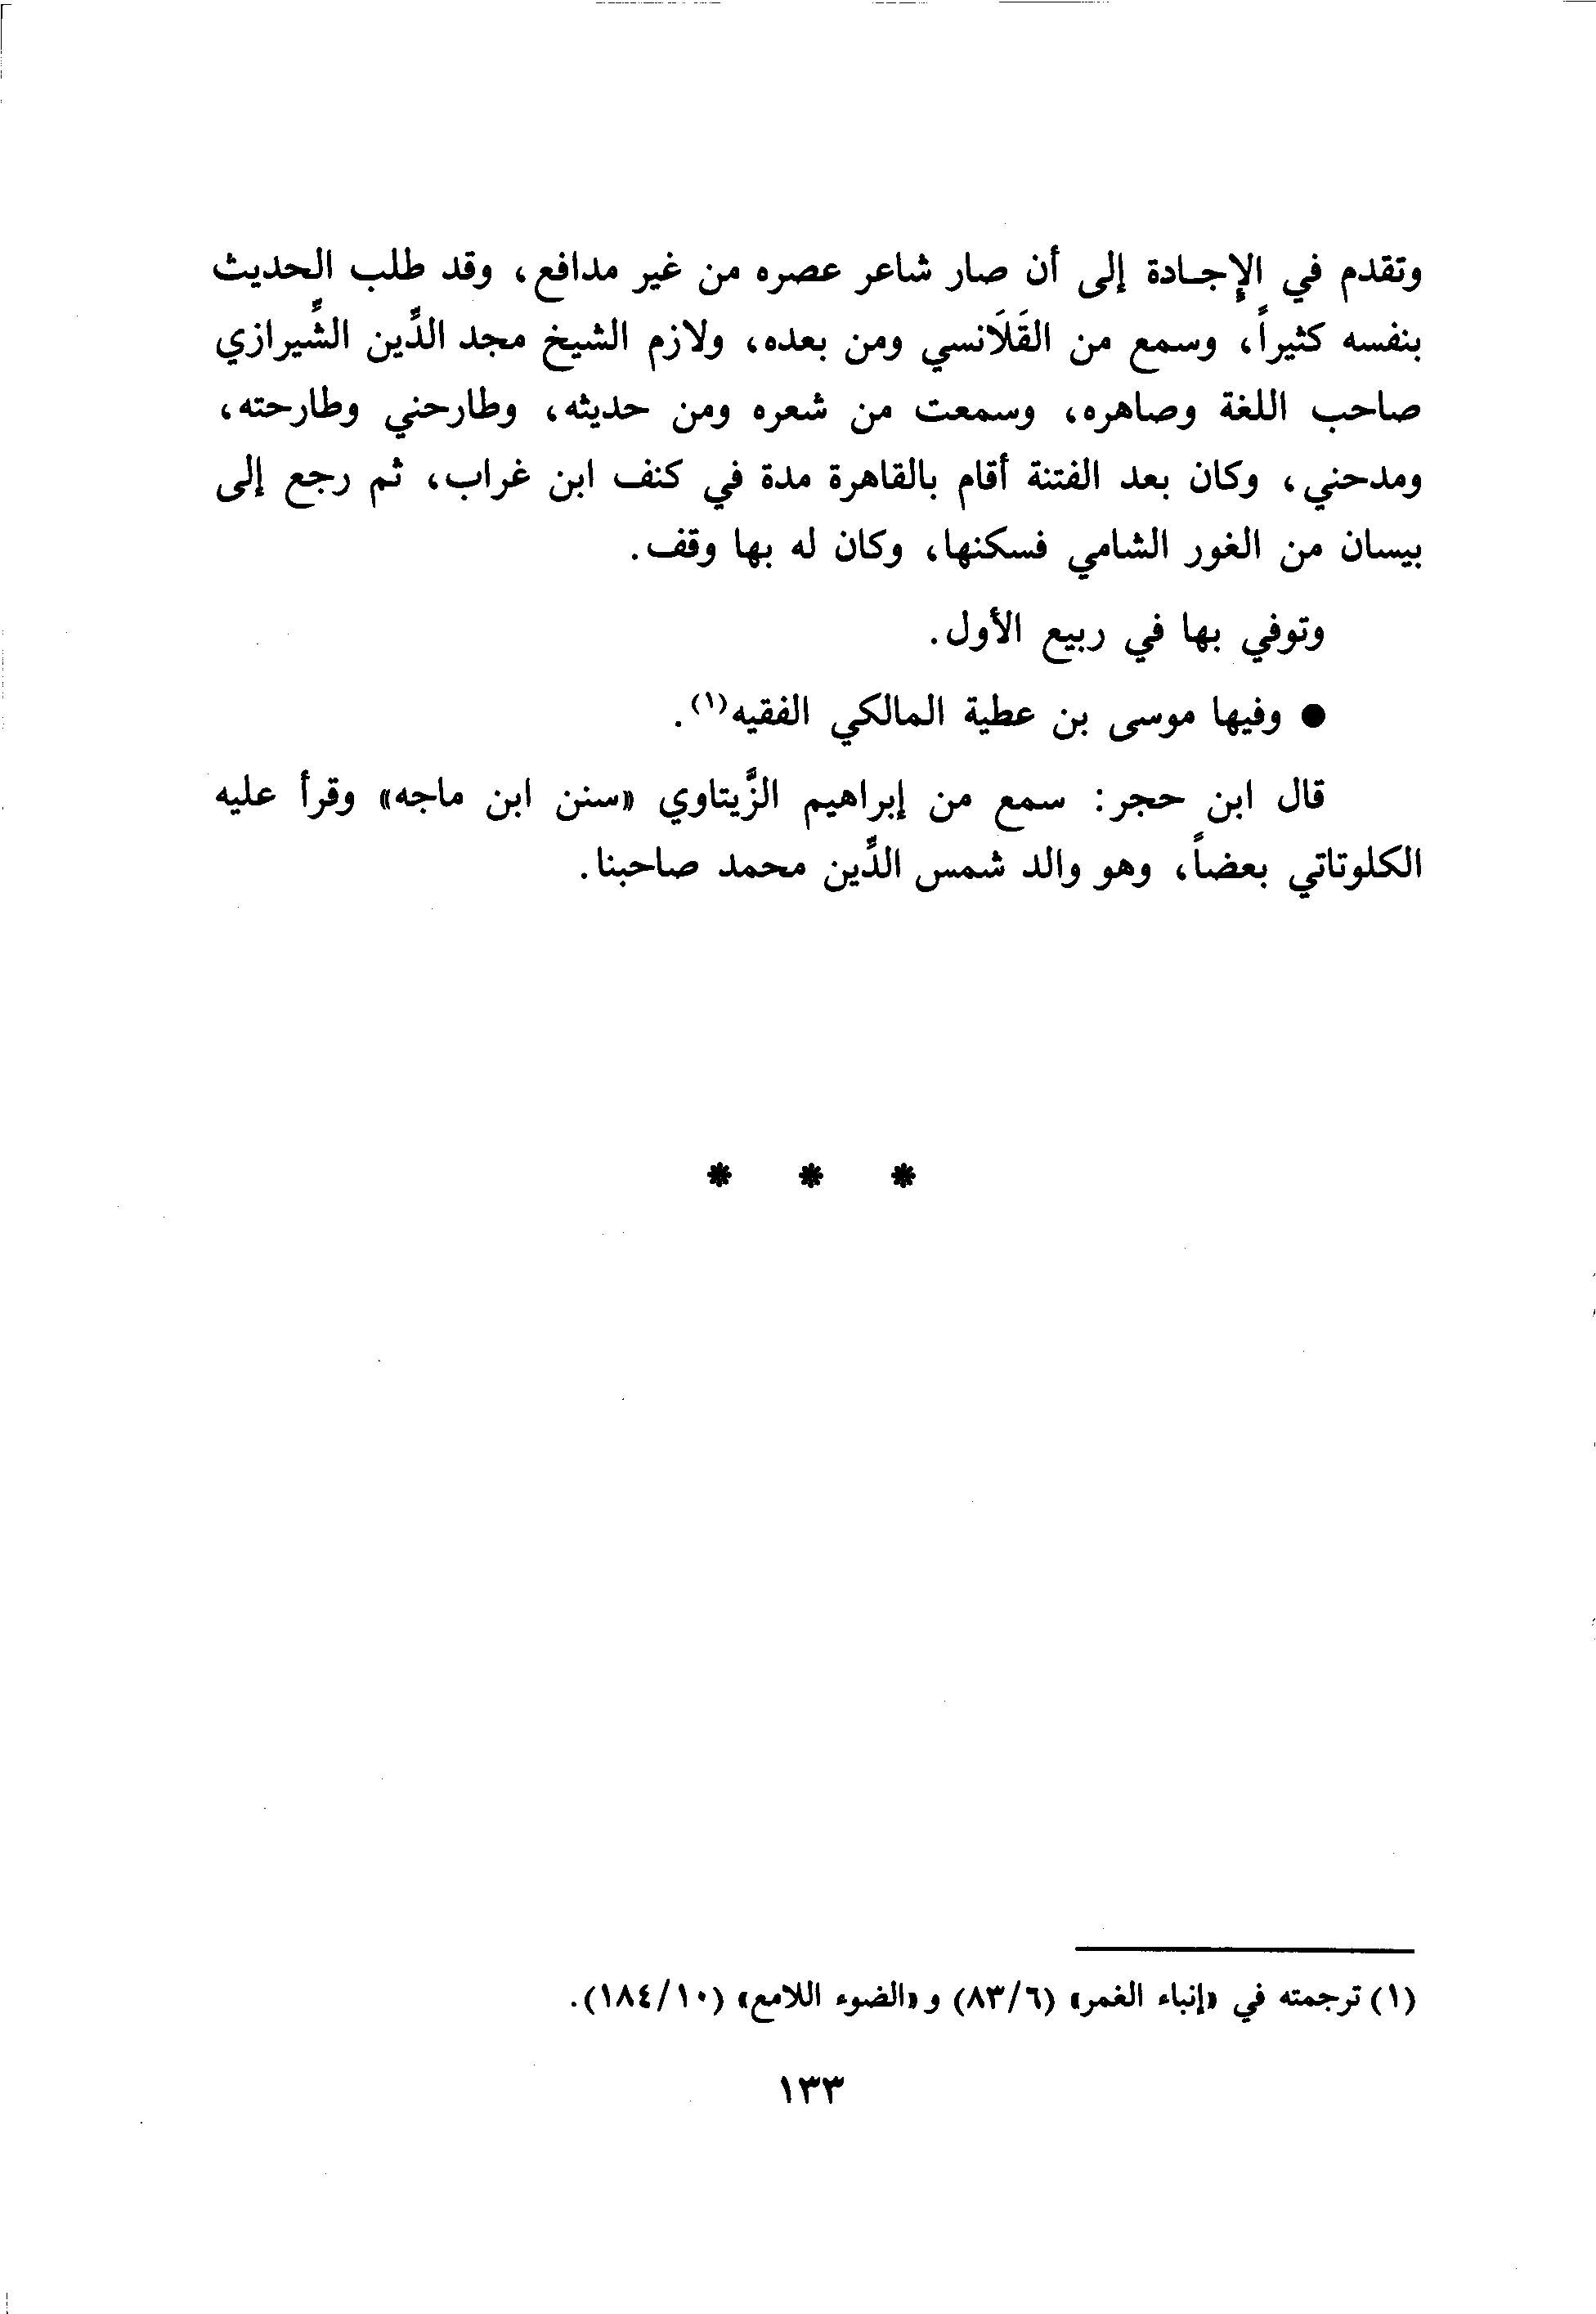 وتقدم في الإجـادة إلى أن صار شاعر عصره من غير مدافع، وقد طلب الحديث
بنفسه كثيراً، وسمع من القَلَانسي ومن بعده، ولازم الشيخ مجد الدِّين الشِّيرازي
صاحب اللغة وصاهره، وسمعت من شعره ومن حديثه، وطارحني وطارحته،
ومدحني، وكان بعد الفتنة أقام بالقاهرة مدة في كنف ابن غراب، ثم رجع إلى
بيسان من الغور الشامي فسكنها، وكان له بها وقف.
وتوفي بها في ربيع الأول.
● وفيها موسى بن عطية المالكي الفقيه(١).
قال ابن حجر: سمع من إبراهيم الزَّيتاوي «سنن ابن ماجه» وقرأ عليه
الكلوتاتي بعضاً، وهو والد شمس الدِّين محمد صاحبنا.
* * *
(١) ترجمته في «إنباء الغمر» (٨٣/٦) و«الضوء اللامع» (١٨٤/١٠).
١٣٣